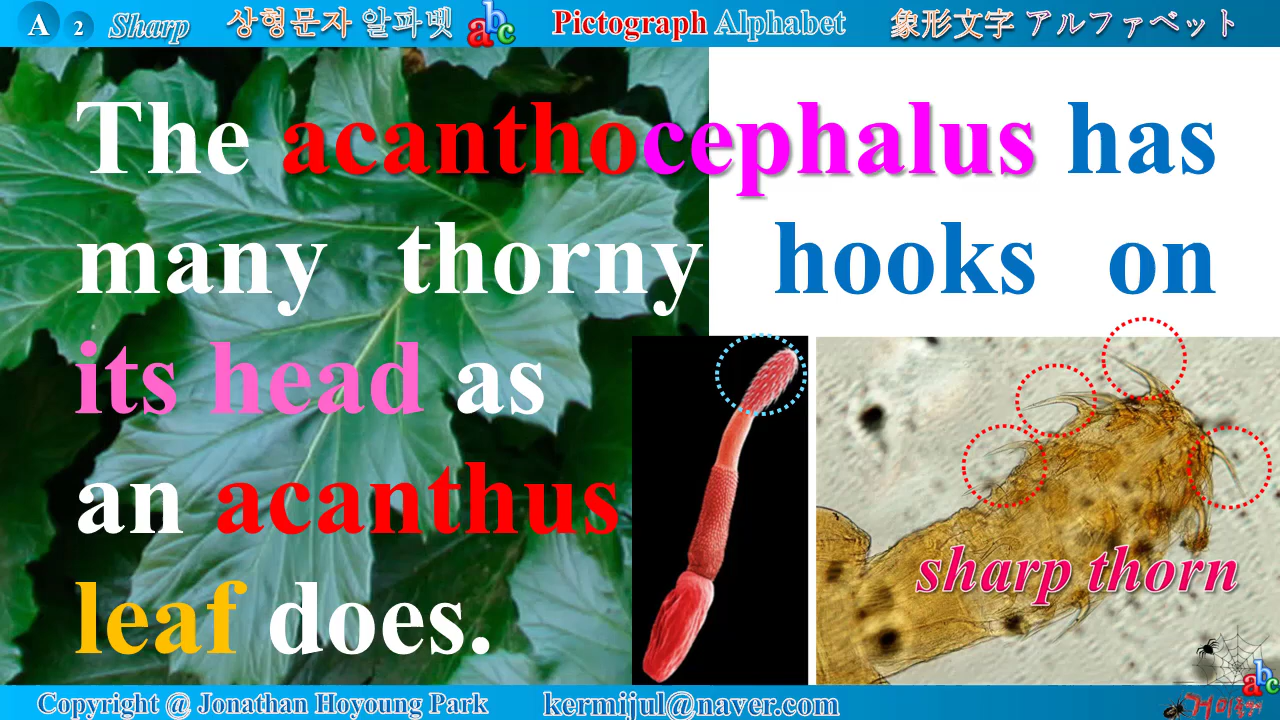 A 2 Sharp 상형문자 알파벳 abc Pictograph Alphabet 象形文字 アルファベット
The acanthocephalus has
many thorny hooks on
its head as
an acanthus
leaf does.
sharp thorn
abc
Copyright @ Jonathan Hoyoung Park kermijul@naver.com